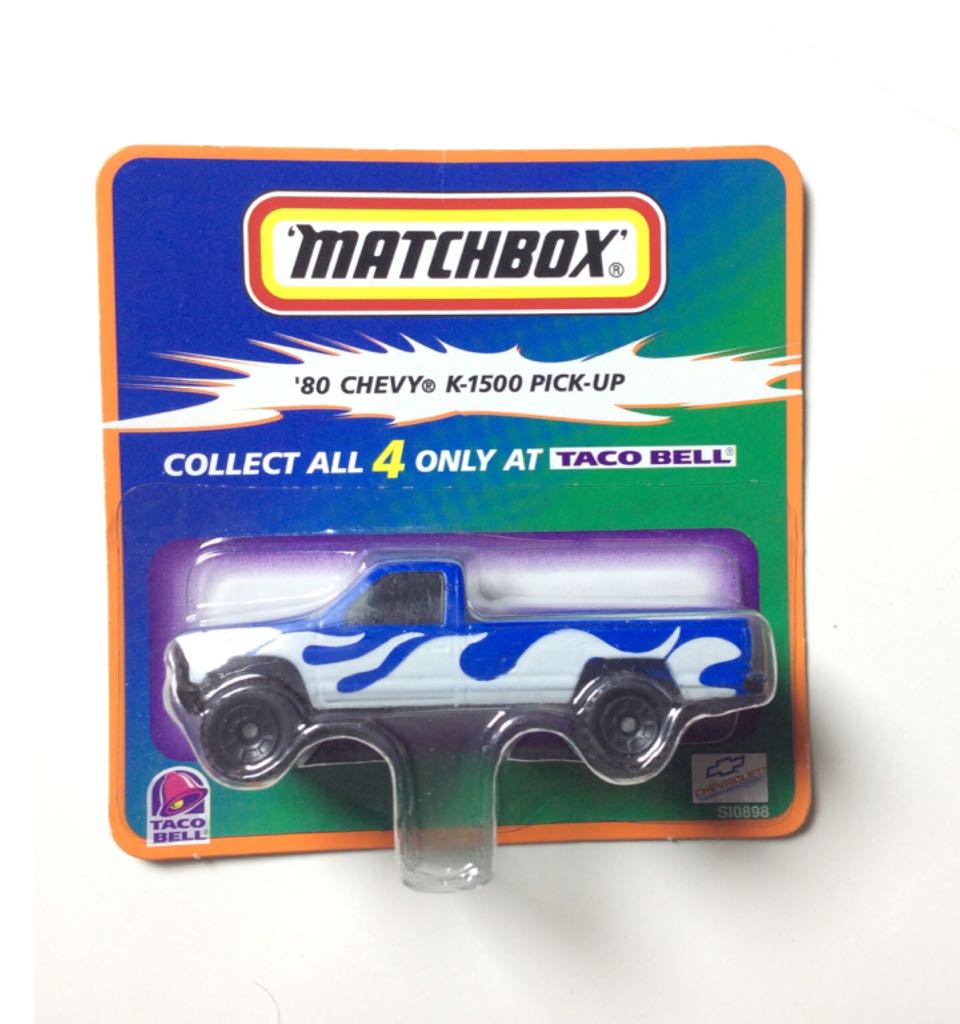 'MATCHBOX'®
'80 CHEVY® K-1500 PICK-UP
COLLECT ALL 4 ONLY AT TACO BELL®
TACO
BELL®
CHEVROLET
SI0898